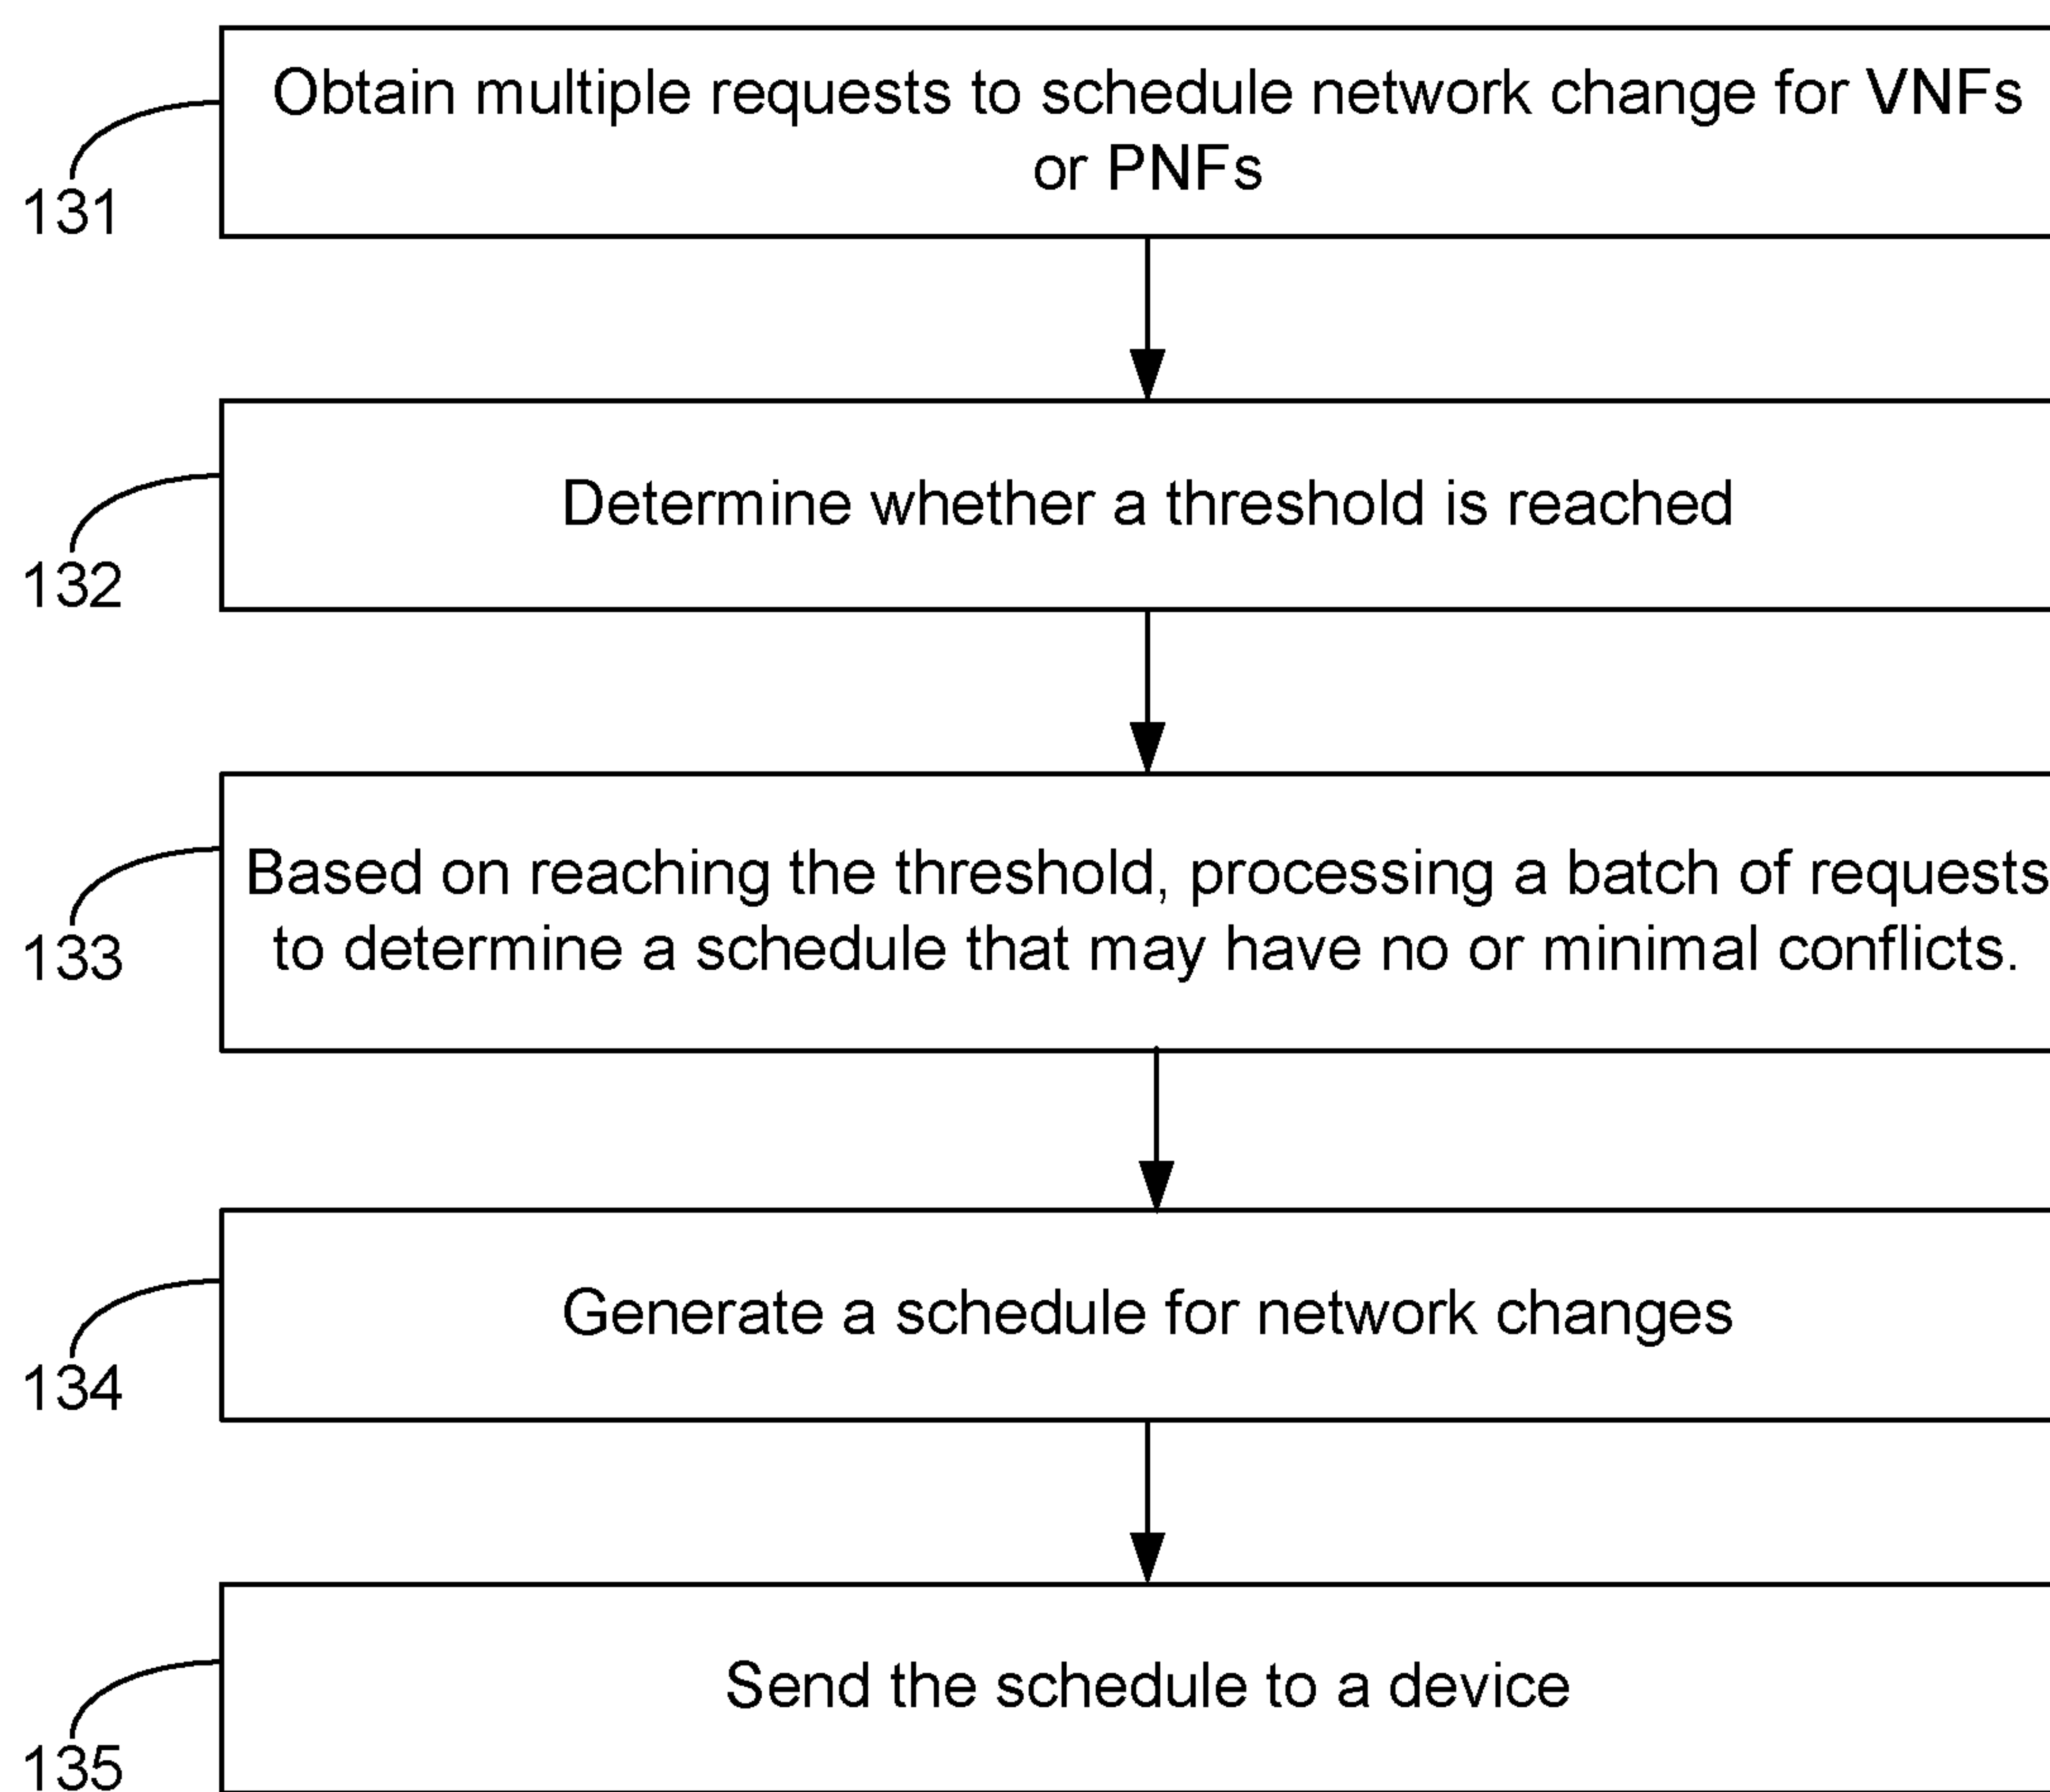 Obtain multiple requests to schedule network change for VNFs
or PNFs
131
Determine whether a threshold is reached
132
Based on reaching the threshold, processing a batch of requests
to determine a schedule that may have no or minimal conflicts.
133
Generate a schedule for network changes
134
Send the schedule to a device
135